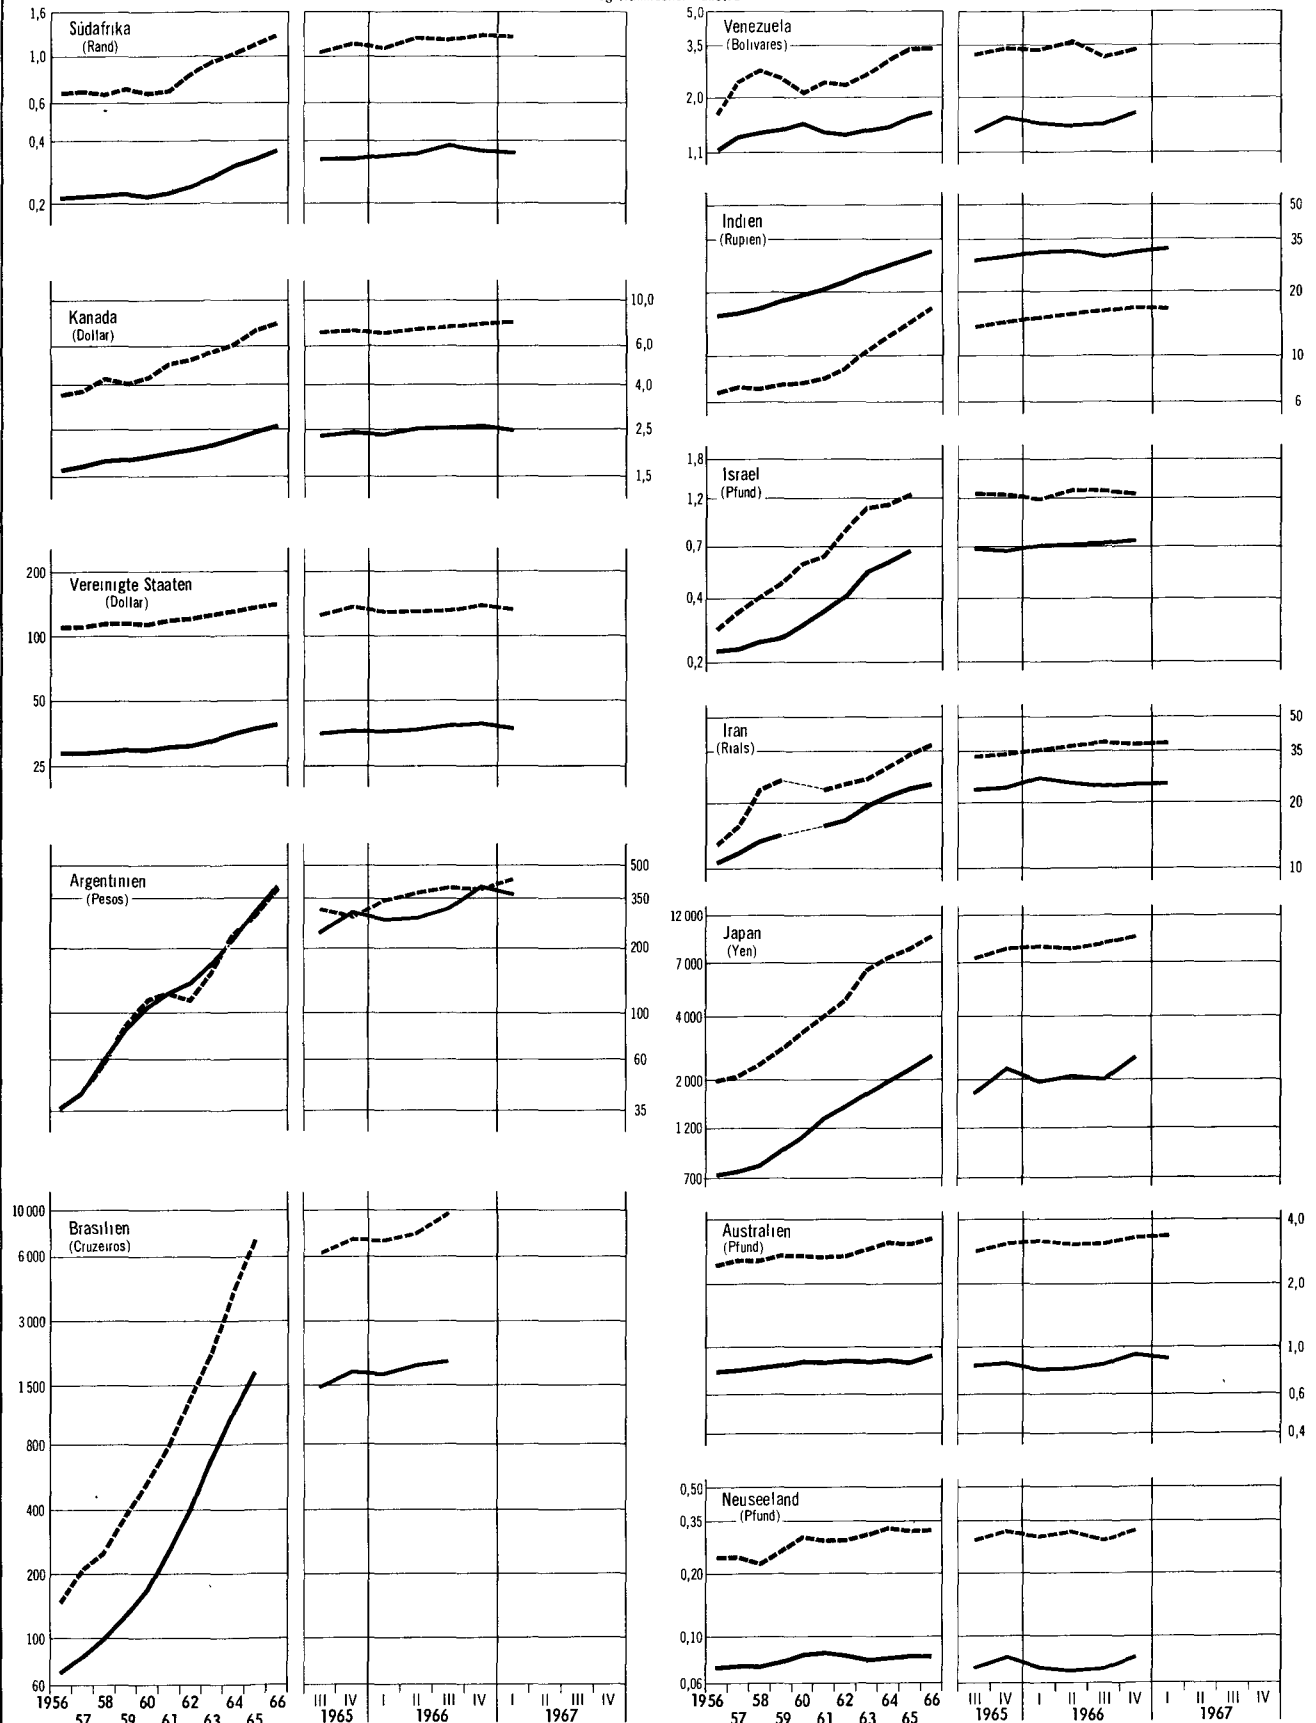 1,6
Südafrika
(Rand)
1,0
0,6
0,4
0,2
Kanada
(Dollar)
10,0
6,0
4,0
2,5
1,5
200
Vereinigte Staaten
(Dollar)
100
50
25
Argentinien
(Pesos)
500
350
200
100
60
35
10 000
Brasilien
(Cruzeiros)
6 000
3 000
1 500
800
400
200
100
60
1956 58 60 62 64 66
57 59 61 63 65
III IV I II III IV I II III IV
1965 1966 1967
5,0
Venezuela
(Bolivares)
3,5
2,0
1,1
Indien
(Rupien)
50
35
20
10
6
1,8
Israel
(Pfund)
1,2
0,7
0,4
0,2
Iran
(Rials)
50
35
20
10
12 000
Japan
(Yen)
7 000
4 000
2 000
1 200
700
Australien
(Pfund)
4,0
2,0
1,0
0,6
0,4
0,50
Neuseeland
(Pfund)
0,35
0,20
0,10
0,06
1956 58 60 62 64 66
57 59 61 63 65
III IV I II III IV I II III IV
1965 1966 1967